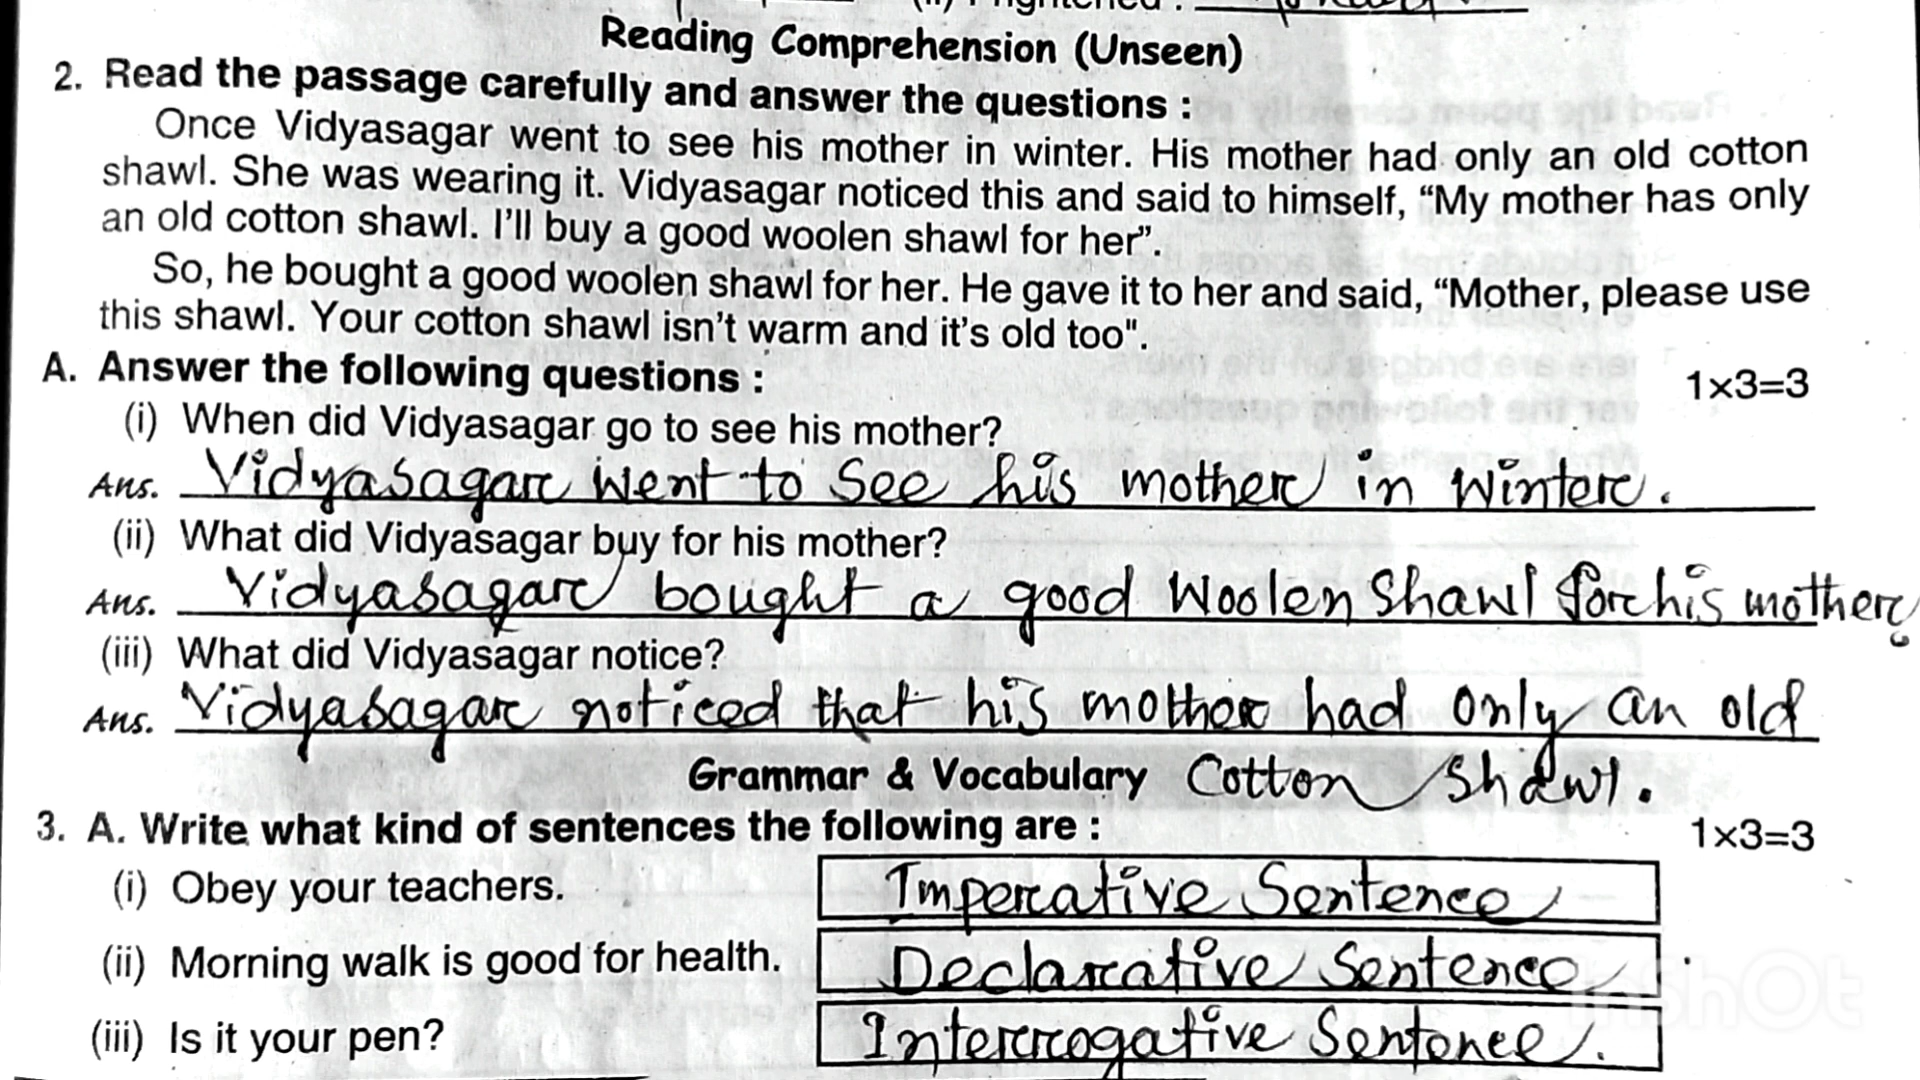 Reading Comprehension (Unseen)
2. Read the passage carefully and answer the questions :
Once Vidyasagar went to see his mother in winter. His mother had only an old cotton
shawl. She was wearing it. Vidyasagar noticed this and said to himself, “My mother has only
an old cotton shawl. I’ll buy a good woolen shawl for her”.
So, he bought a good woolen shawl for her. He gave it to her and said, “Mother, please use
this shawl. Your cotton shawl isn’t warm and it’s old too".
A. Answer the following questions : 1×3=3
(i) When did Vidyasagar go to see his mother?
Ans. Vidyasagar went to see his mother in winter.
(ii) What did Vidyasagar buy for his mother?
Ans. Vidyasagar bought a good woolen shawl for his mother.
(iii) What did Vidyasagar notice?
Ans. Vidyasagar noticed that his mother had only an old
Grammar & Vocabulary cotton shawl.
3. A. Write what kind of sentences the following are : 1×3=3
(i) Obey your teachers. Imperative Sentence
(ii) Morning walk is good for health. Declarative Sentence
(iii) Is it your pen? Interrogative Sentence.
InShOt